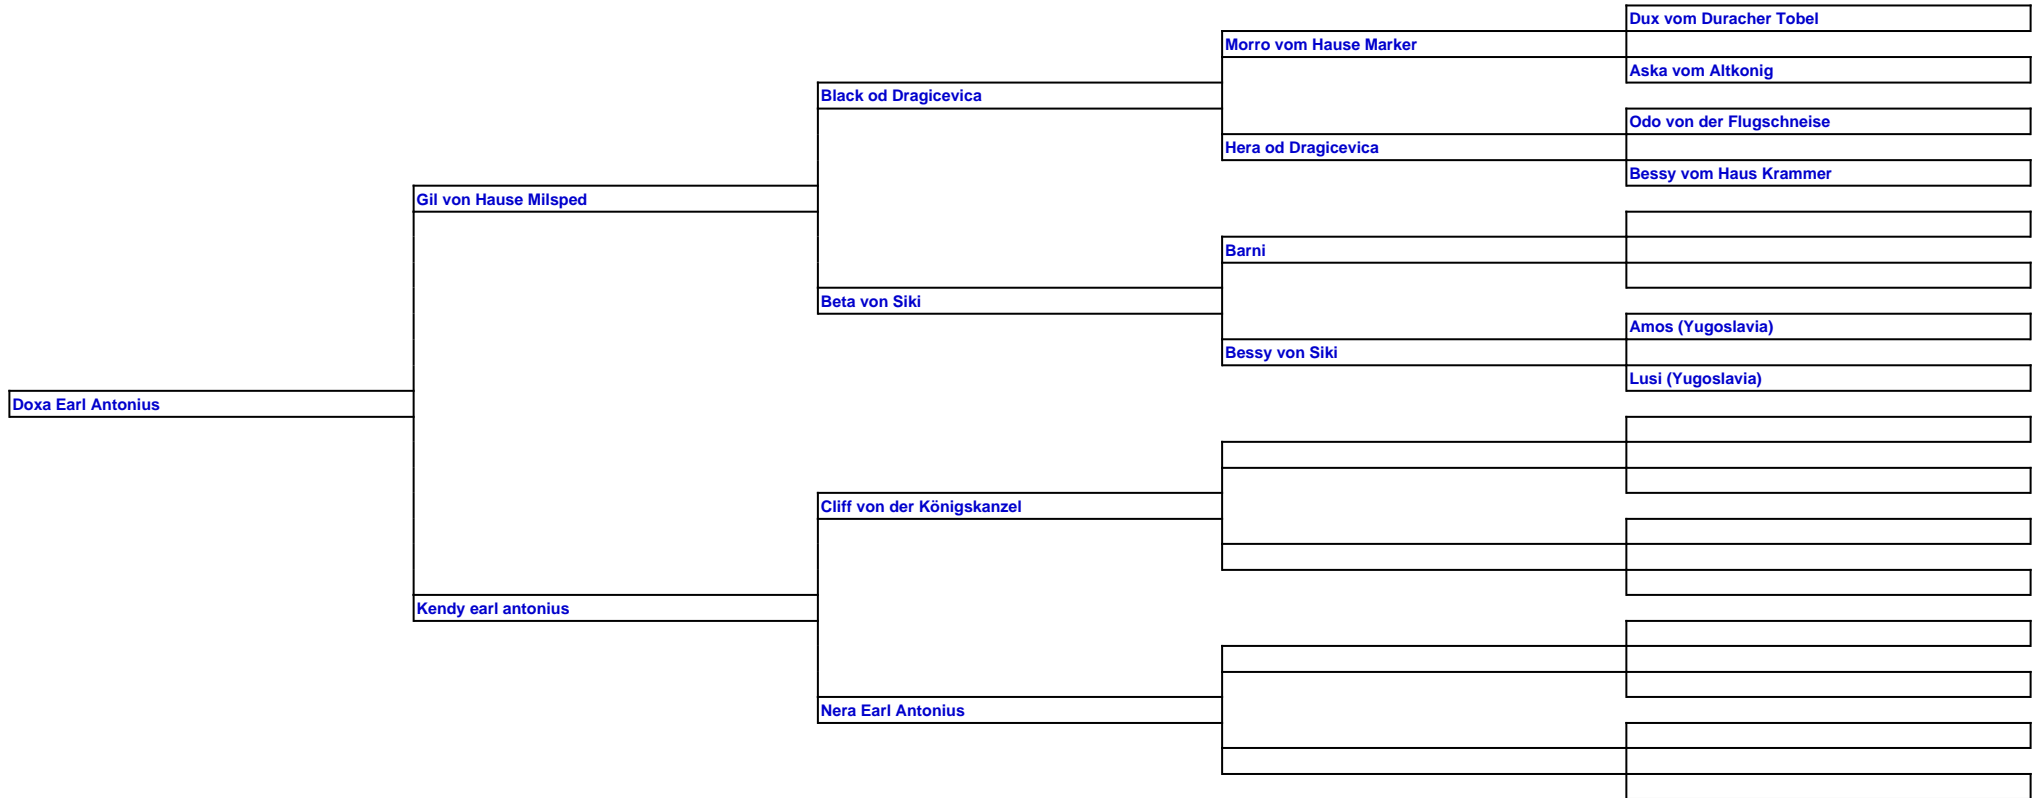 Dux vom Duracher Tobel
Morro vom Hause Marker
Aska vom Altkonig
Black od Dragicevica
Odo von der Flugschneise
Hera od Dragicevica
Bessy vom Haus Krammer
Gil von Hause Milsped
Barni
Beta von Siki
Amos (Yugoslavia)
Bessy von Siki
Lusi (Yugoslavia)
Doxa Earl Antonius
Cliff von der Königskanzel
Kendy earl antonius
Nera Earl Antonius